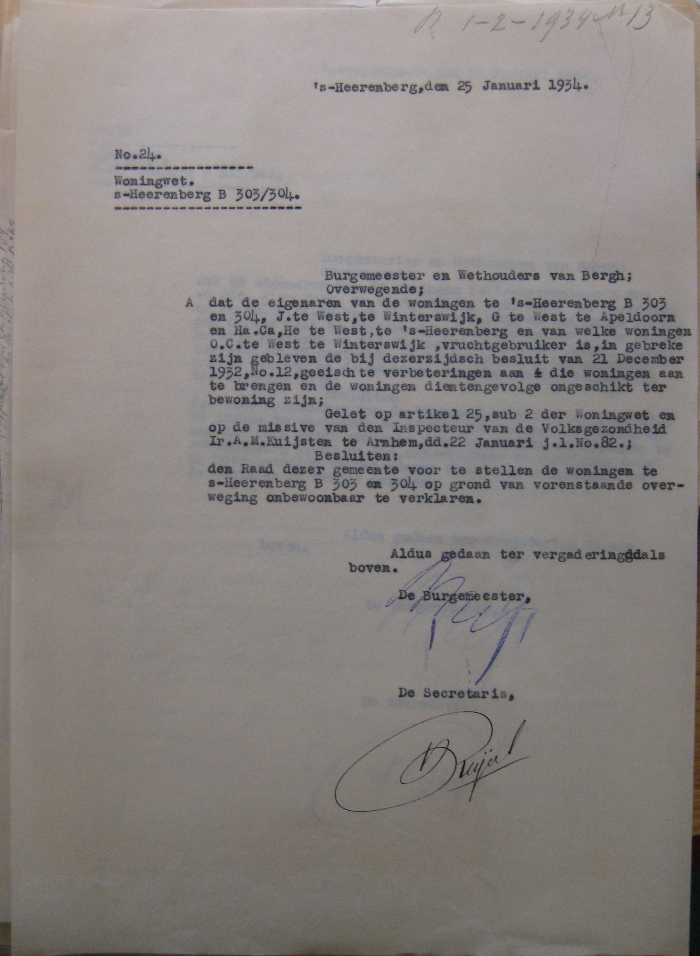 R 1-2-1934 N 13
's-Heerenberg,den 25 Januari 1934.
No.24.
Woningwet.
s-Heerenberg B 303/304.
Burgemeester en Wethouders van Bergh;
Overwegende;
A dat de eigenaren van de woningen te 's-Heerenberg B 303
en 304, J.te West,te Winterswijk, G te West te Apeldoorn
en Ha.Ca,He te West,te 's-Heerenberg en van welke woningen
O.C.te West te Winterswijk ,vruchtgebruiker is,in gebreke
zijn gebleven de bij dezerzijdsch besluit van 21 December
1932,No.12,geeischte verbeteringen aan & die woningen aan
te brengen en de woningen dientengevolge ongeschikt ter
bewoning zijn;
Gelet op artikel 25,sub 2 der Woningwet en
op de missive van den Inspecteur van de Volksgezondheid
Ir.A.M.Kuijsten te Arnhem,dd.22 Januari j.l.No.82.;
Besluiten:
den Raad dezer gemeente voor te stellen de woningen te
s-Heerenberg B 303 en 304 op grond van vorenstaande over-
weging onbewoonbaar te verklaren.
Aldus gedaan ter vergaderingddals
boven.
De Burgemeester,
De Secretaris,